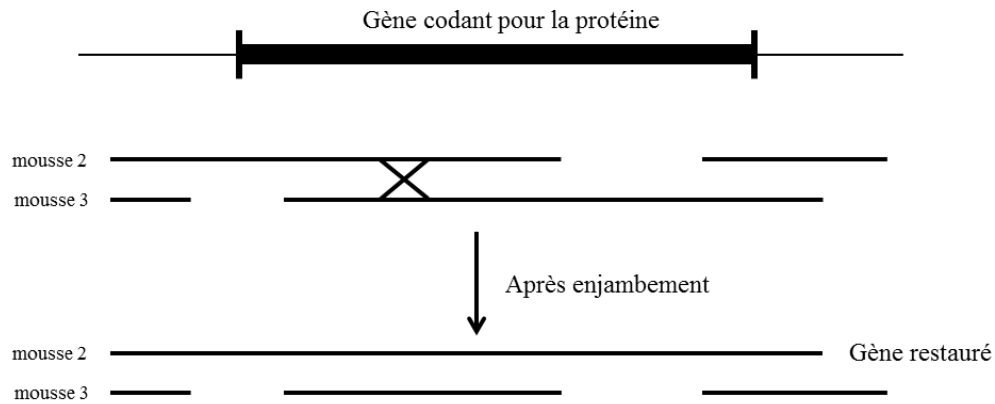 Gène codant pour la protéine
mousse 2
mousse 3
Après enjambement
mousse 2
Gène restauré
mousse 3